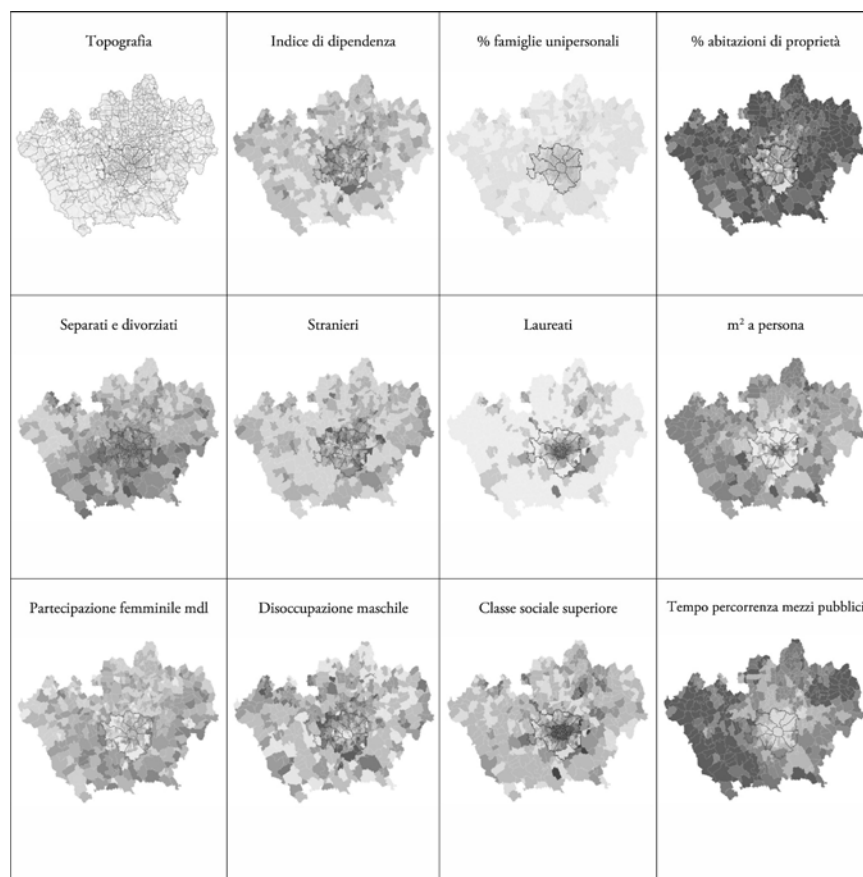 Topografia
Indice di dipendenza
% famiglie unipersonali
% abitazioni di proprietà
Separati e divorziati
Stranieri
Laureati
m² a persona
Partecipazione femminile mdl
Disoccupazione maschile
Classe sociale superiore
Tempo percorrenza mezzi pubblici